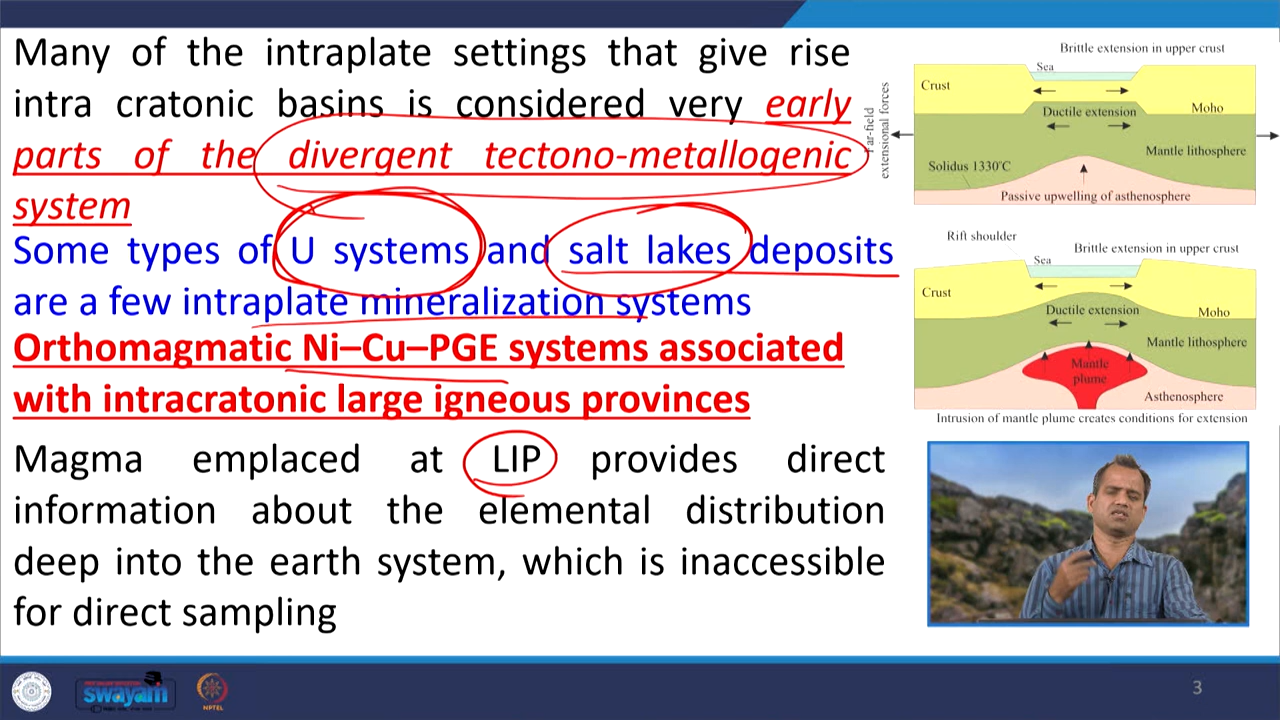 Many of the intraplate settings that give rise
intra cratonic basins is considered very early
parts of the divergent tectono-metallogenic
system
Some types of U systems and salt lakes deposits
are a few intraplate mineralization systems
Orthomagmatic Ni–Cu–PGE systems associated
with intracratonic large igneous provinces
Magma emplaced at LIP provides direct
information about the elemental distribution
deep into the earth system, which is inaccessible
for direct sampling
Brittle extension in upper crust
Sea
Crust
Ductile extension
Moho
Mantle lithosphere
Solidus 1330°C
Passive upwelling of asthenosphere
extensional forces
Rift shoulder
Brittle extension in upper crust
Sea
Crust
Ductile extension
Moho
Mantle lithosphere
Mantle
plume
Asthenosphere
Intrusion of mantle plume creates conditions for extension
swayam
NPTEL
3